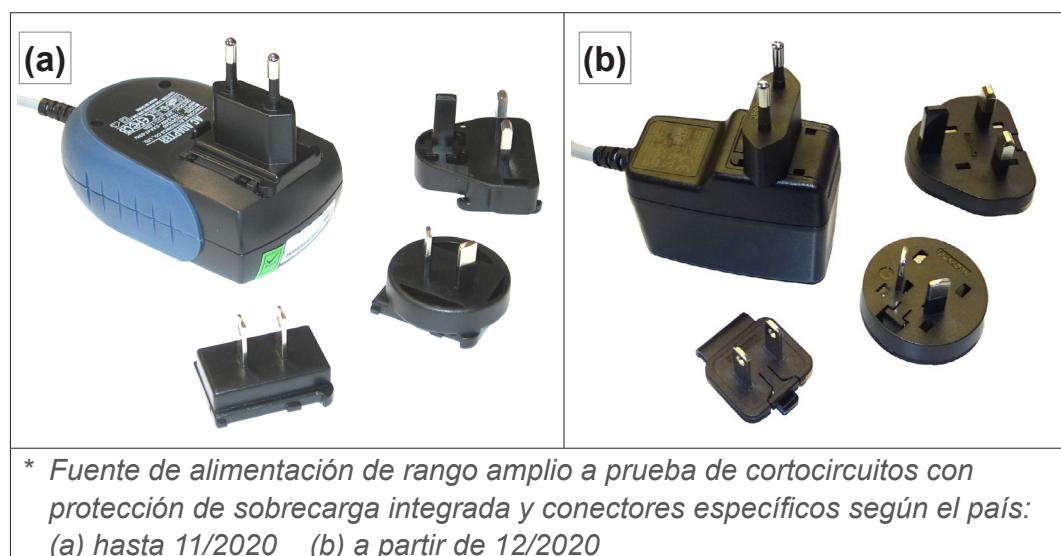 (a)
(b)
AC ADAPTER
* Fuente de alimentación de rango amplio a prueba de cortocircuitos con
protección de sobrecarga integrada y conectores específicos según el país:
(a) hasta 11/2020 (b) a partir de 12/2020